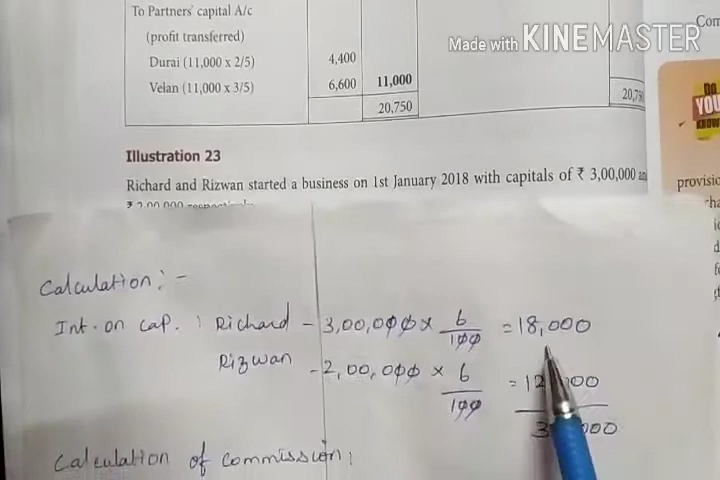 To Partners' capital A/c
(profit transferred)
Durai (11,000 x 2/5) 4,400
Velan (11,000 x 3/5) 6,600 11,000
20,750
Made with KINEMASTER
DO
YOU
KNOW
Illustration 23
Richard and Rizwan started a business on 1st January 2018 with capitals of ₹ 3,00,000
Calculation :-
Int. on cap. : Richard - 3,00,000 x 6/100 = 18,000
Rizwan - 2,00,000 x 6/100
Calculation of commission :